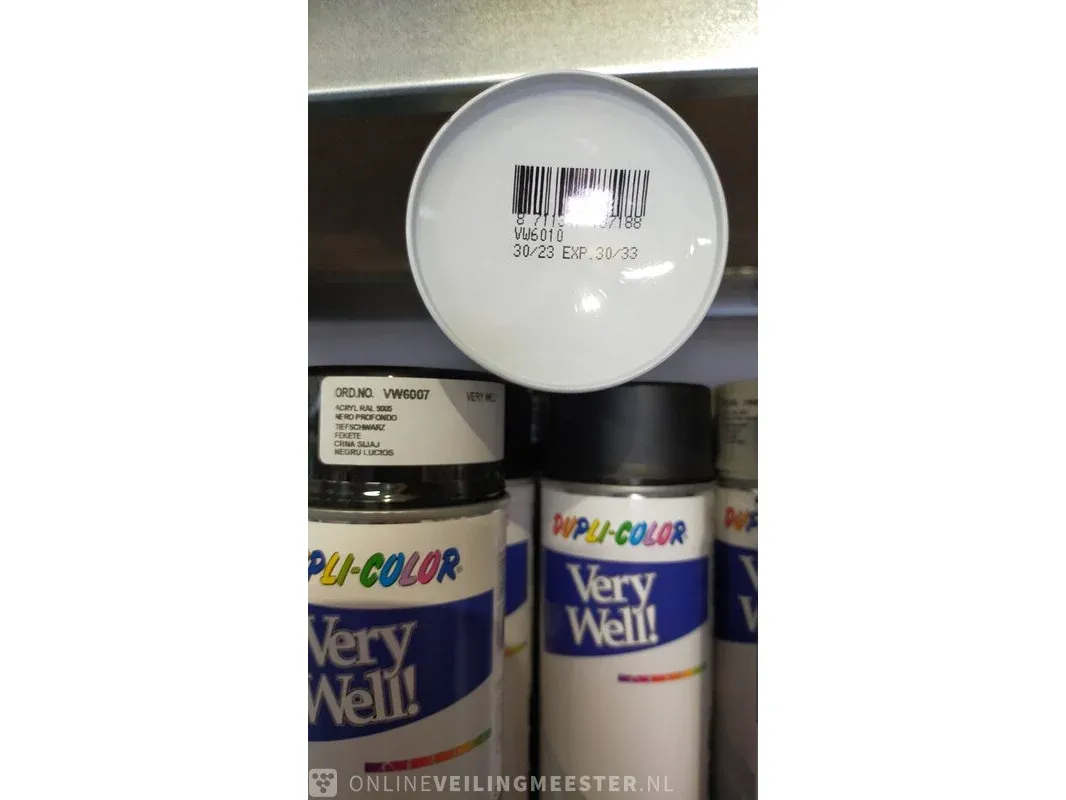 VW6010
30/23 EXP.30/33
ORD.NO. VW6007
VERY WELL
ACRYL RAL 9005
NERO PROFONDO
TIEFSCHWARZ
FEKETE
CRNA SIJAJ
NEGRU LUCIOS
DUPLI-COLOR
Very
Well!
PLI-COLOR
Very
Well!
ONLINEVEILINGMEESTER.NL